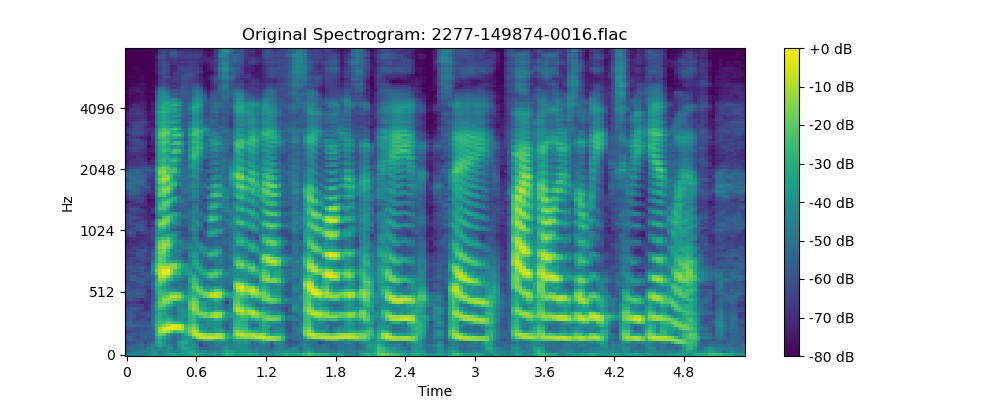 Original Spectrogram: 2277-149874-0016.flac
Hz
4096
2048
1024
512
0
0 0.6 1.2 1.8 2.4 3 3.6 4.2 4.8
Time
+0 dB
-10 dB
-20 dB
-30 dB
-40 dB
-50 dB
-60 dB
-70 dB
-80 dB